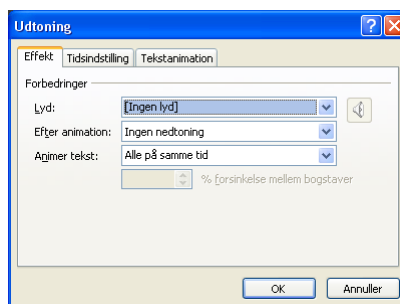 Udtoning
Effekt Tidsindstilling Tekstanimation
Forbedringer
Lyd: [Ingen lyd]
Efter animation: Ingen nedtoning
Animer tekst: Alle på samme tid
% forsinkelse mellem bogstaver
OK Annuller